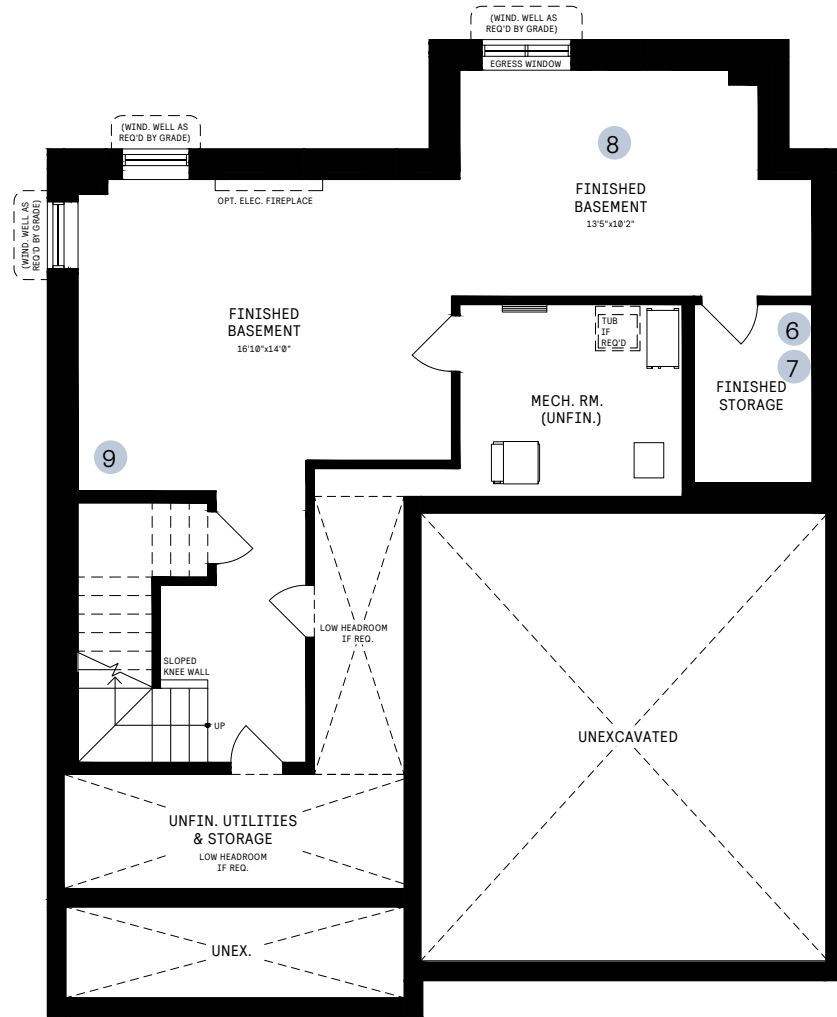 (WIND. WELL AS
REQ'D BY GRADE)
EGRESS WINDOW
(WIND. WELL AS
REQ'D BY GRADE)
8
OPT. ELEC. FIREPLACE
FINISHED
BASEMENT
13'5"x10'2"
(WIND. WELL AS
REQ'D BY GRADE)
FINISHED
BASEMENT
16'10"x14'0"
TUB
IF
REQ'D
6
7
FINISHED
STORAGE
MECH. RM.
(UNFIN.)
9
LOW HEADROOM
IF REQ.
SLOPED
KNEE WALL
UP
UNEXCAVATED
UNFIN. UTILITIES
& STORAGE
LOW HEADROOM
IF REQ.
UNEX.